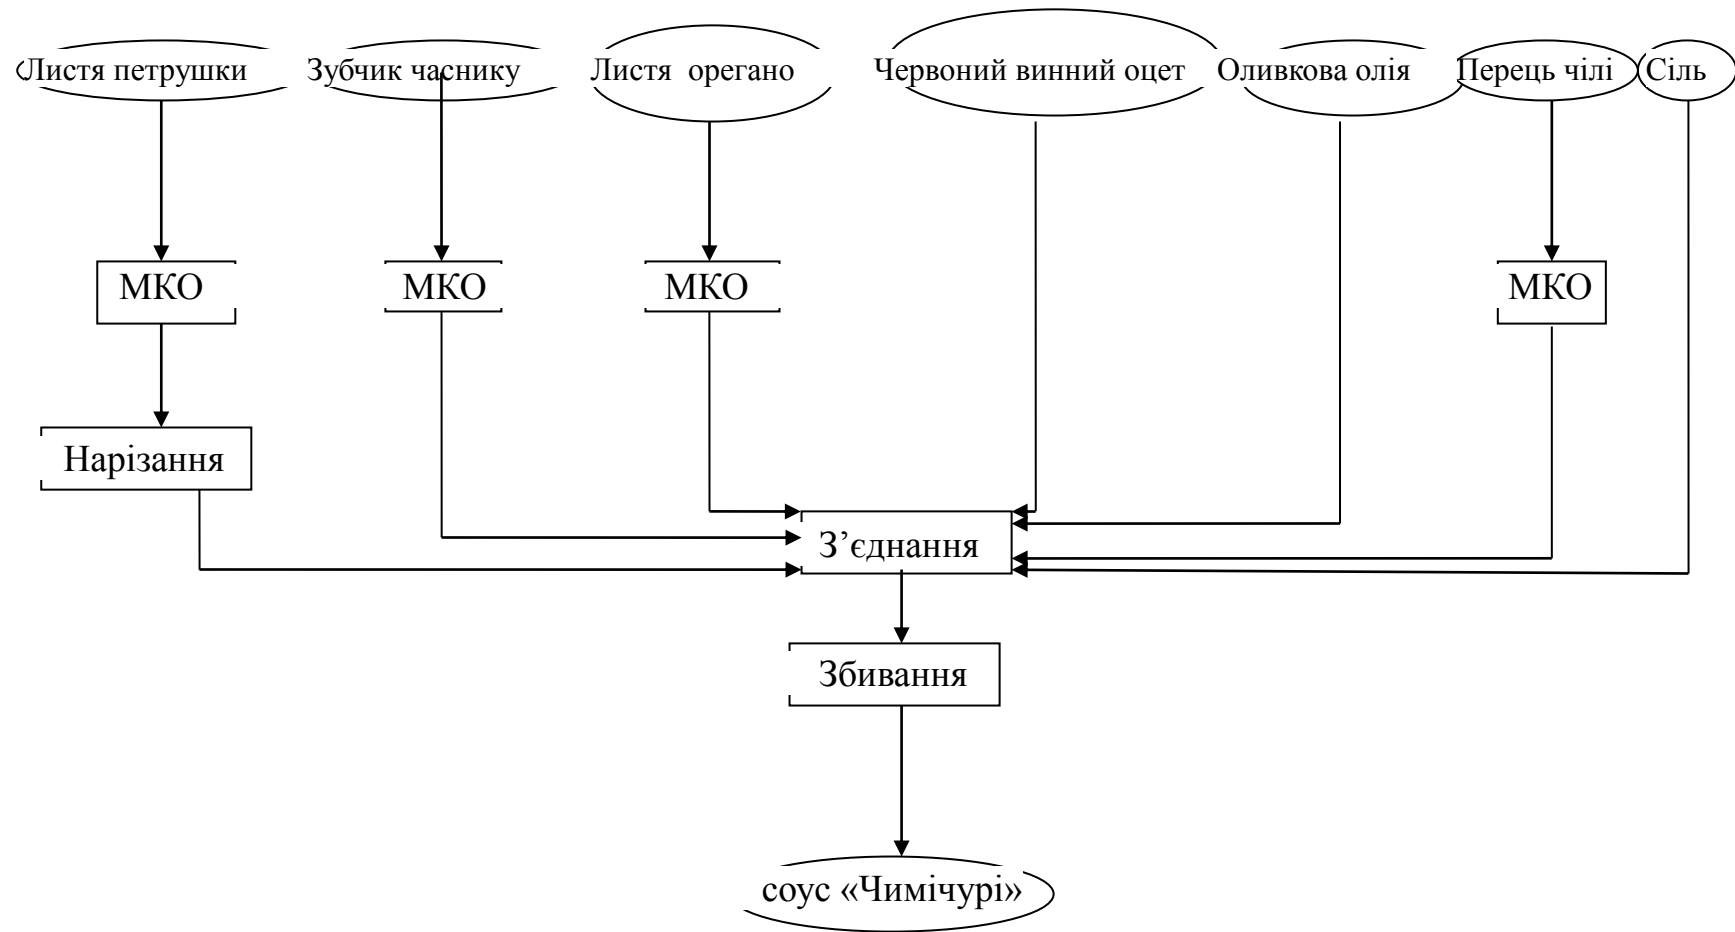 Листя петрушки Зубчик часнику Листя орегано Червоний винний оцет Оливкова олія Перець чілі Сіль
МКО МКО МКО МКО
Нарізання
З’єднання
Збивання
соус «Чимічурі»